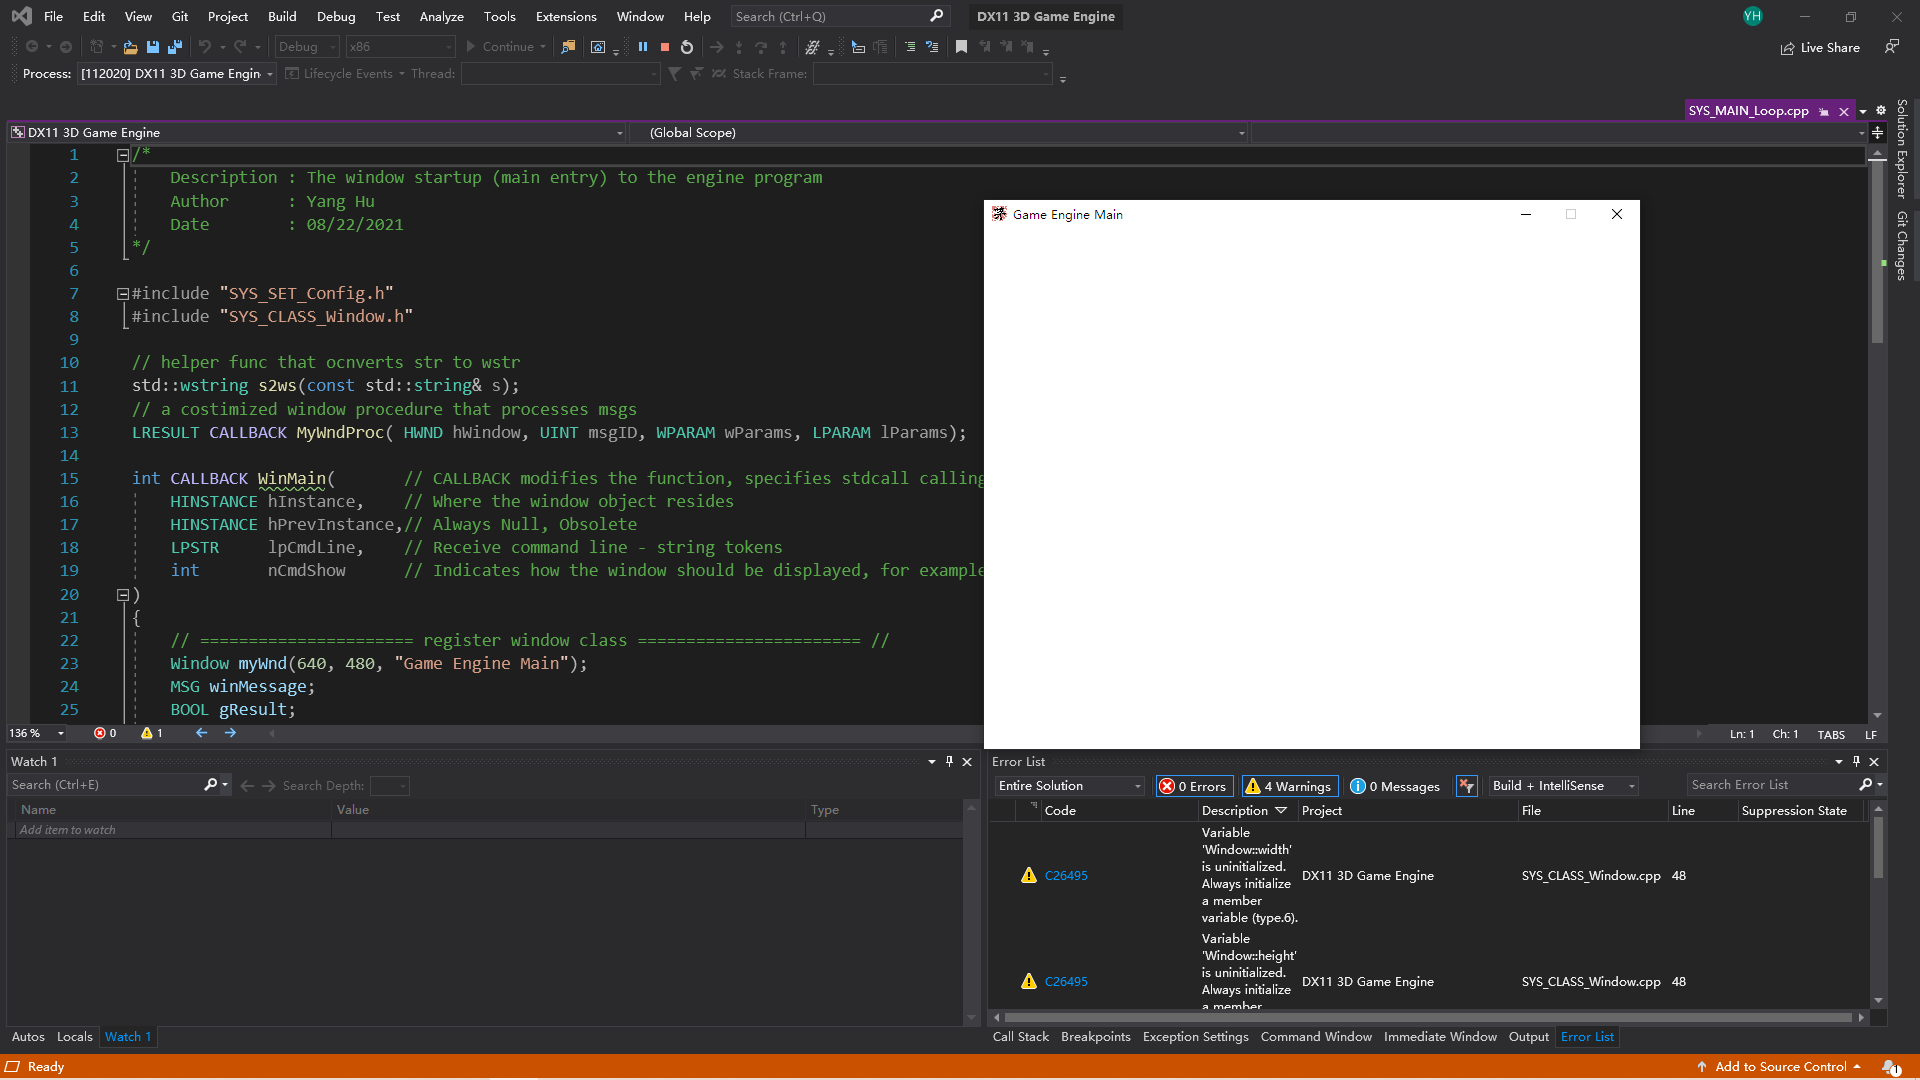 File Edit View Git Project Build Debug Test Analyze Tools Extensions Window Help Search (Ctrl+Q) DX11 3D Game Engine YH
Debug x86 Continue Live Share
Process: [112020] DX11 3D Game Engin Lifecycle Events Thread: Stack Frame:
SYS_MAIN_Loop.cpp
DX11 3D Game Engine (Global Scope)
Solution Explorer
Git Changes
1 /*
2 Description : The window startup (main entry) to the engine program
3 Author : Yang Hu
4 Date : 08/22/2021
5 */
6
7 #include "SYS_SET_Config.h"
8 #include "SYS_CLASS_Window.h"
9
10 // helper func that ocnverts str to wstr
11 std::wstring s2ws(const std::string& s);
12 // a costimized window procedure that processes msgs
13 LRESULT CALLBACK MyWndProc( HWND hWindow, UINT msgID, WPARAM wParams, LPARAM lParams);
14
15 int CALLBACK WinMain( // CALLBACK modifies the function, specifies stdcall calling
16 HINSTANCE hInstance, // Where the window object resides
17 HINSTANCE hPrevInstance,// Always Null, Obsolete
18 LPSTR lpCmdLine, // Receive command line - string tokens
19 int nCmdShow // Indicates how the window should be displayed, for example
20 )
21 {
22 // ====================== register window class ======================= //
23 Window myWnd(640, 480, "Game Engine Main");
24 MSG winMessage;
25 BOOL gResult;
Game Engine Main
136 % 0 1 Ln: 1 Ch: 1 TABS LF
Watch 1
Search (Ctrl+E) Search Depth:
Name Value Type
Add item to watch
Autos Locals Watch 1
Error List
Entire Solution 0 Errors 4 Warnings 0 Messages Build + IntelliSense Search Error List
Code Description Project File Line Suppression State
C26495 Variable 'Window::width' is uninitialized. Always initialize a member variable (type.6). DX11 3D Game Engine SYS_CLASS_Window.cpp 48
C26495 Variable 'Window::height' is uninitialized. Always initialize a member DX11 3D Game Engine SYS_CLASS_Window.cpp 48
Call Stack Breakpoints Exception Settings Command Window Immediate Window Output Error List
Ready Add to Source Control 1